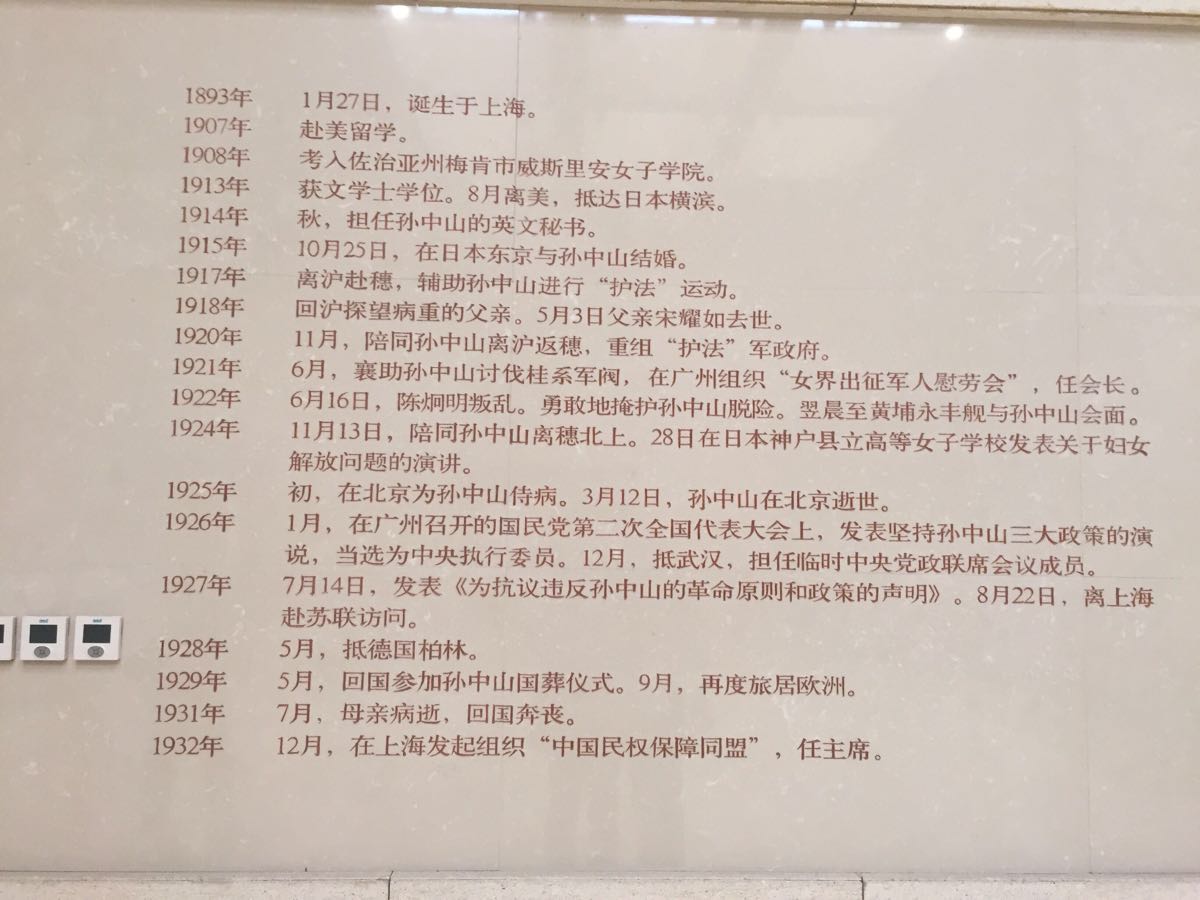 1893年 1月27日，诞生于上海。
1907年 赴美留学。
1908年 考入佐治亚州梅肯市威斯里安女子学院。
1913年 获文学士学位。8月离美，抵达日本横滨。
1914年 秋，担任孙中山的英文秘书。
1915年 10月25日，在日本东京与孙中山结婚。
1917年 离沪赴穗，辅助孙中山进行“护法”运动。
1918年 回沪探望病重的父亲。5月3日父亲宋耀如去世。
1920年 11月，陪同孙中山离沪返穗，重组“护法”军政府。
1921年 6月，襄助孙中山讨伐桂系军阀，在广州组织“女界出征军人慰劳会”，任会长。
1922年 6月16日，陈炯明叛乱。勇敢地掩护孙中山脱险。翌晨至黄埔永丰舰与孙中山会面。
1924年 11月13日，陪同孙中山离穗北上。28日在日本神户县立高等女子学校发表关于妇女
解放问题的演讲。
1925年 初，在北京为孙中山侍病。3月12日，孙中山在北京逝世。
1926年 1月，在广州召开的国民党第二次全国代表大会上，发表坚持孙中山三大政策的演
说，当选为中央执行委员。12月，抵武汉，担任临时中央党政联席会议成员。
1927年 7月14日，发表《为抗议违反孙中山的革命原则和政策的声明》。8月22日，离上海
赴苏联访问。
1928年 5月，抵德国柏林。
1929年 5月，回国参加孙中山国葬仪式。9月，再度旅居欧洲。
1931年 7月，母亲病逝，回国奔丧。
1932年 12月，在上海发起组织“中国民权保障同盟”，任主席。